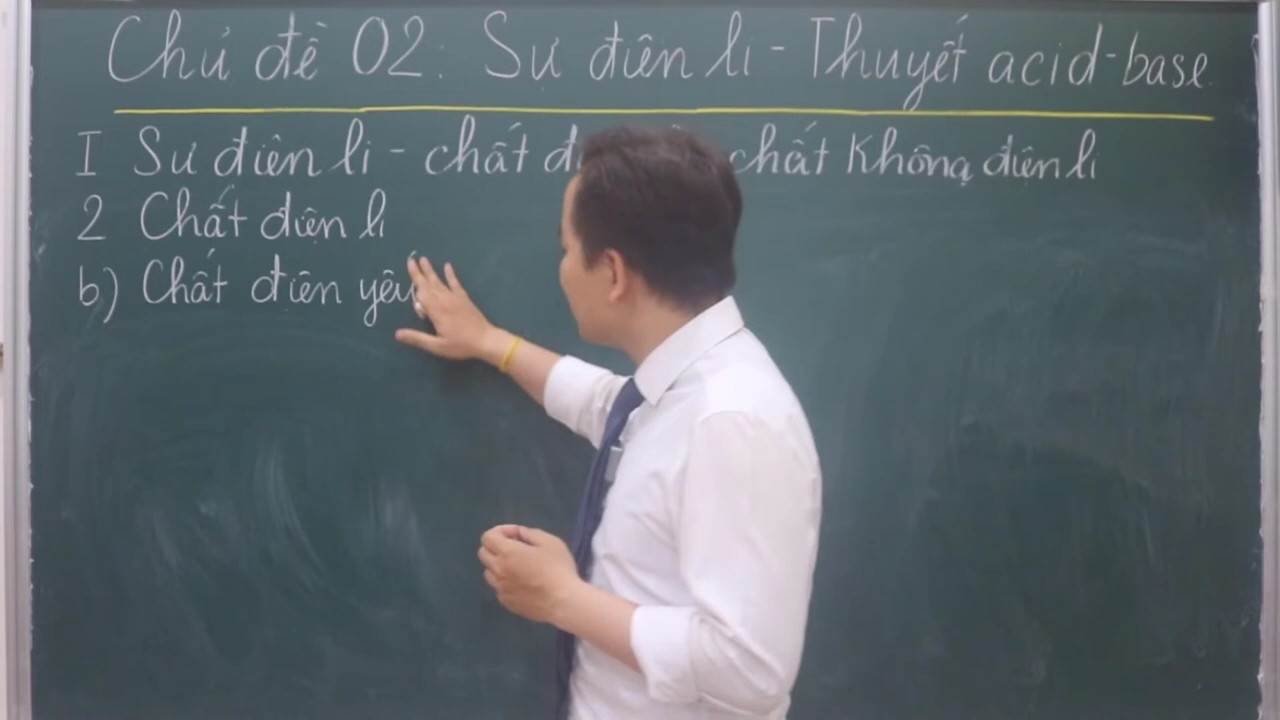 Chủ đề 02: Sự điện li - Thuyết acid-base
I Sự điện li - chất chất không điện li
2 Chất điện li
b) Chất điện yếu